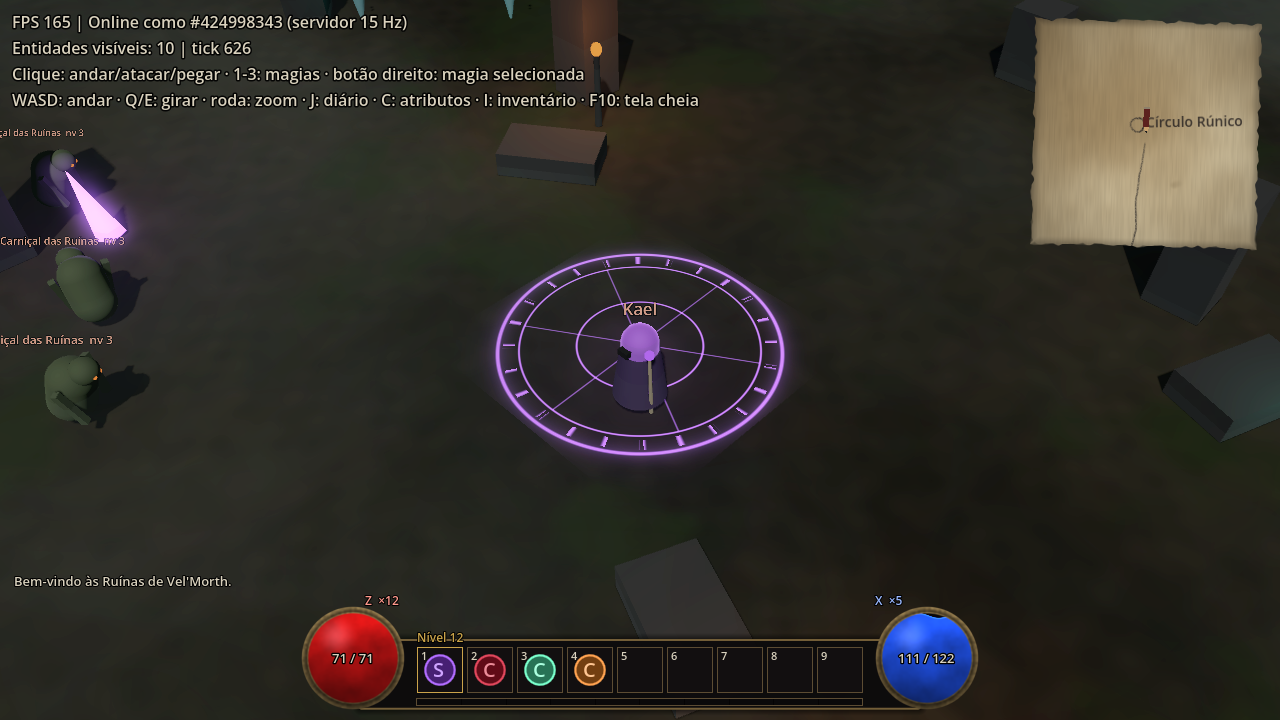 FPS 165 | Online como #424998343 (servidor 15 Hz)
Entidades visíveis: 10 | tick 626
Clique: andar/atacar/pegar · 1-3: magias · botão direito: magia selecionada
WASD: andar · Q/E: girar · roda: zoom · J: diário · C: atributos · I: inventário · F10: tela cheia
çal das Ruínas nv 3
Carniçal das Ruínas nv 3
içal das Ruínas nv 3
Círculo Rúnico
Kael
Bem-vindo às Ruínas de Vel'Morth.
Z ×12
X ×5
Nível 12
71 / 71
1 S
2 C
3 C
4 C
5
6
7
8
9
111 / 122